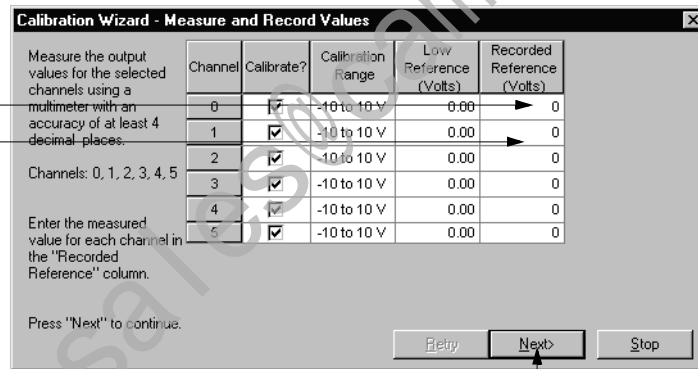 Calibration Wizard - Measure and Record Values
Measure the output
values for the selected
channels using a
multimeter with an
accuracy of at least 4
decimal places.
Channels: 0, 1, 2, 3, 4, 5
Enter the measured
value for each channel in
the "Recorded
Reference" column.
Press "Next" to continue.
Channel Calibrate? Calibration Range Low Reference (Volts) Recorded Reference (Volts)
0 -10 to 10 V 0.00 0
1 -10 to 10 V 0.00 0
2 -10 to 10 V 0.00 0
3 -10 to 10 V 0.00 0
4 -10 to 10 V 0.00 0
5 -10 to 10 V 0.00 0
Retry Next> Stop